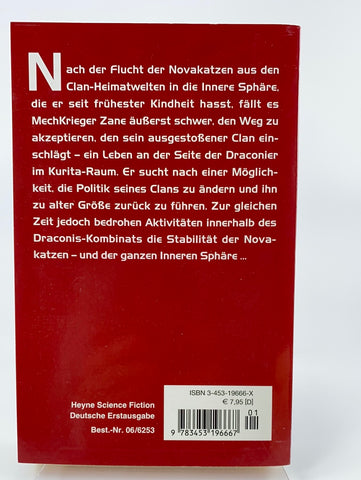 Nach der Flucht der Novakatzen aus den
Clan-Heimatwelten in die Innere Sphäre,
die er seit frühester Kindheit hasst, fällt es
MechKrieger Zane äußerst schwer, den Weg zu
akzeptieren, den sein ausgestoßener Clan ein-
schlägt – ein Leben an der Seite der Draconier
im Kurita-Raum. Er sucht nach einer Möglich-
keit, die Politik seines Clans zu ändern und ihn
zu alter Größe zurück zu führen. Zur gleichen
Zeit jedoch bedrohen Aktivitäten innerhalb des
Draconis-Kombinats die Stabilität der Nova-
katzen – und der ganzen Inneren Sphäre ...
ISBN 3-453-19666-X
€ 7,95 [D]
01
9 783453 196667
Heyne Science Fiction
Deutsche Erstausgabe
Best.-Nr. 06/6253